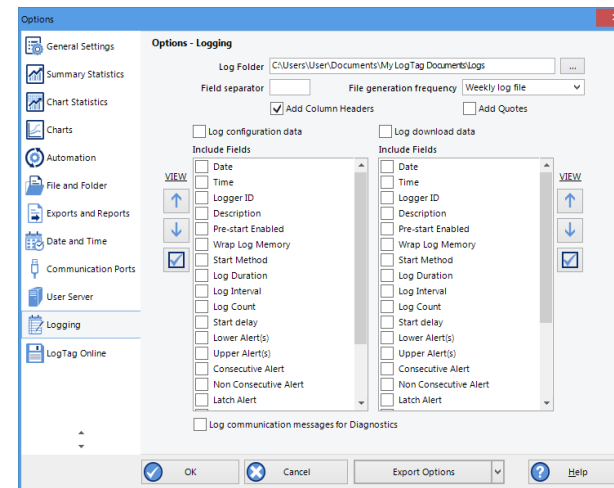 Options
General Settings
Summary Statistics
Chart Statistics
Charts
Automation
File and Folder
Exports and Reports
Date and Time
Communication Ports
User Server
Logging
LogTag Online
Options - Logging
Log Folder C:\Users\User\Documents\My LogTag Documents\Logs ...
Field separator File generation frequency Weekly log file
Add Column Headers Add Quotes
Log configuration data
Include Fields
VIEW
Date
Time
Logger ID
Description
Pre-start Enabled
Wrap Log Memory
Start Method
Log Duration
Log Interval
Log Count
Start delay
Lower Alert(s)
Upper Alert(s)
Consecutive Alert
Non Consecutive Alert
Latch Alert
Log download data
Include Fields
Date
Time
Logger ID
Description
Pre-start Enabled
Wrap Log Memory
Start Method
Log Duration
Log Interval
Log Count
Start delay
Lower Alert(s)
Upper Alert(s)
Consecutive Alert
Non Consecutive Alert
Latch Alert
VIEW
Log communication messages for Diagnostics
OK Cancel Export Options Help